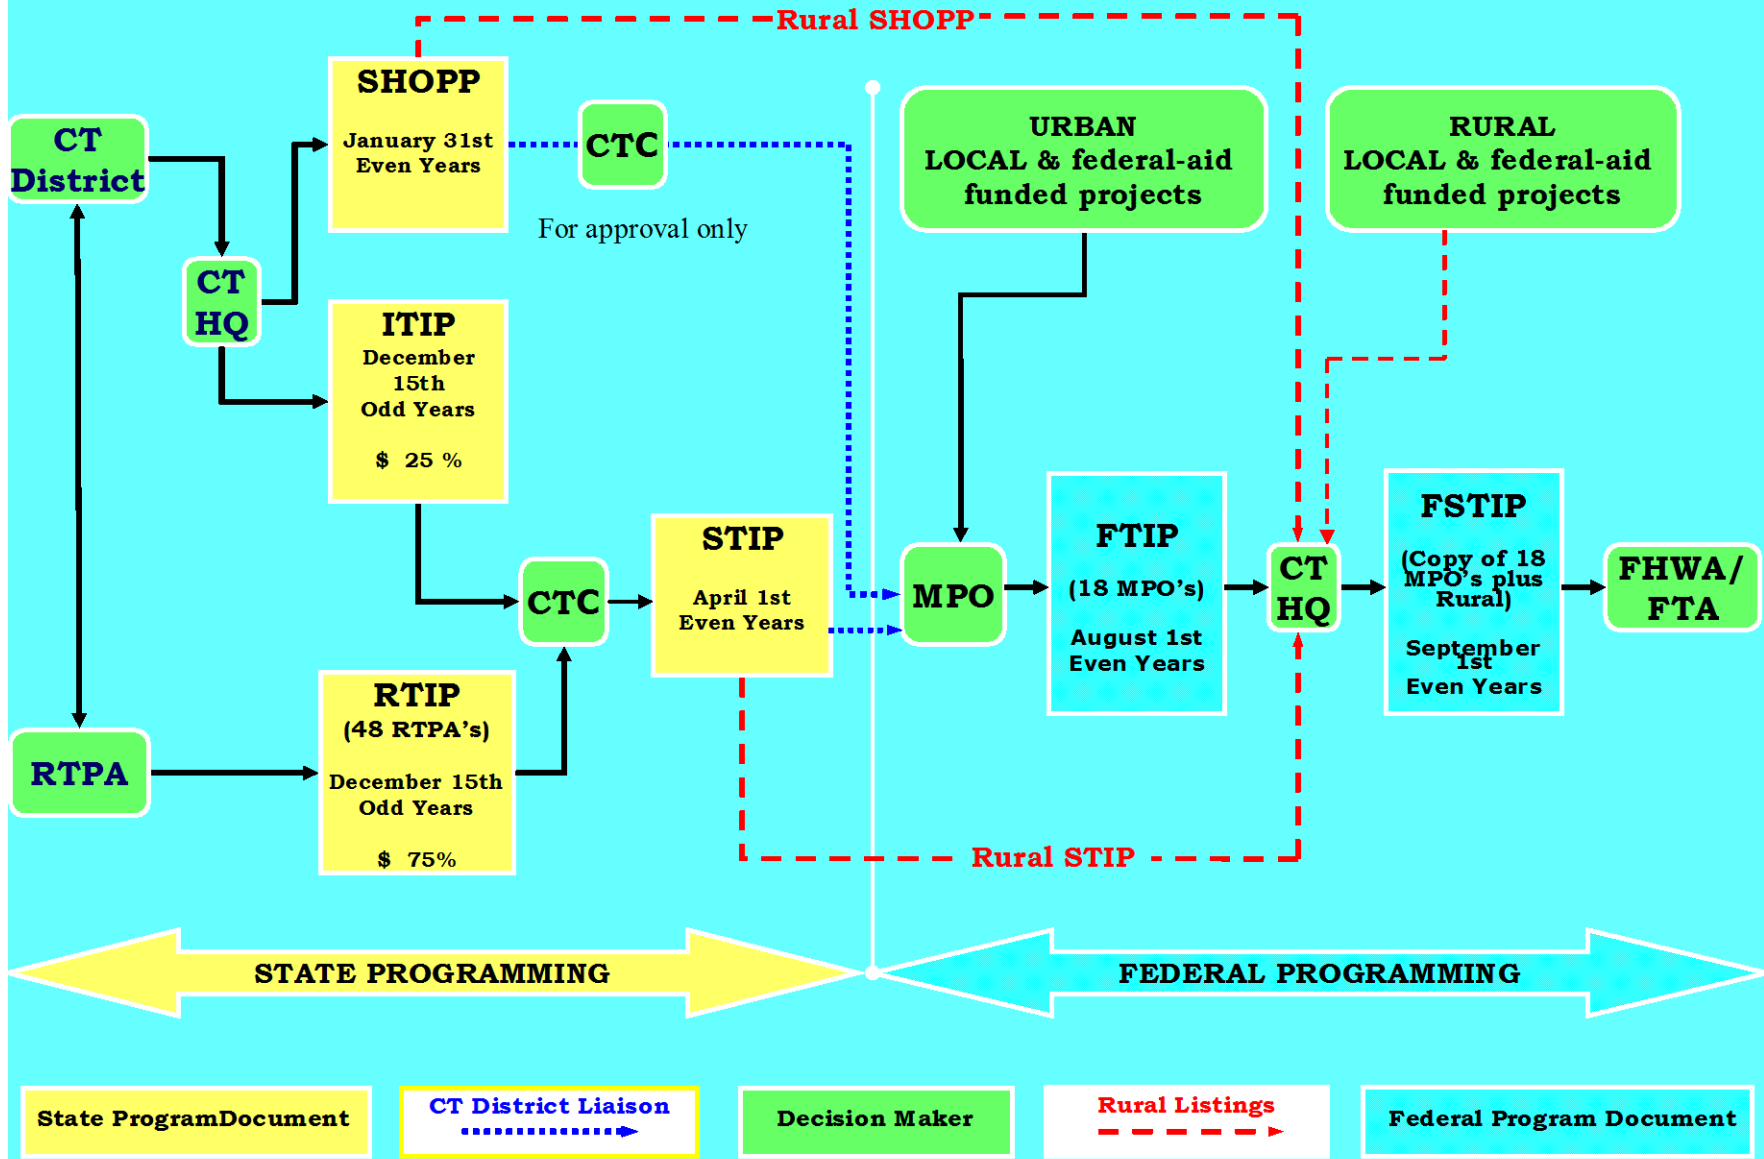 Rural SHOPP
SHOPP
January 31st
Even Years
CTC
For approval only
CT
District
CT
HQ
URBAN
LOCAL & federal-aid
funded projects
RURAL
LOCAL & federal-aid
funded projects
ITIP
December
15th
Odd Years
$ 25 %
CTC
STIP
April 1st
Even Years
MPO
FTIP
(18 MPO's)
August 1st
Even Years
CT
HQ
FSTIP
(Copy of 18
MPO's plus
Rural)
September
1st
Even Years
FHWA/
FTA
RTPA
RTIP
(48 RTPA's)
December 15th
Odd Years
$ 75%
Rural STIP
STATE PROGRAMMING
FEDERAL PROGRAMMING
State ProgramDocument
CT District Liaison
Decision Maker
Rural Listings
Federal Program Document